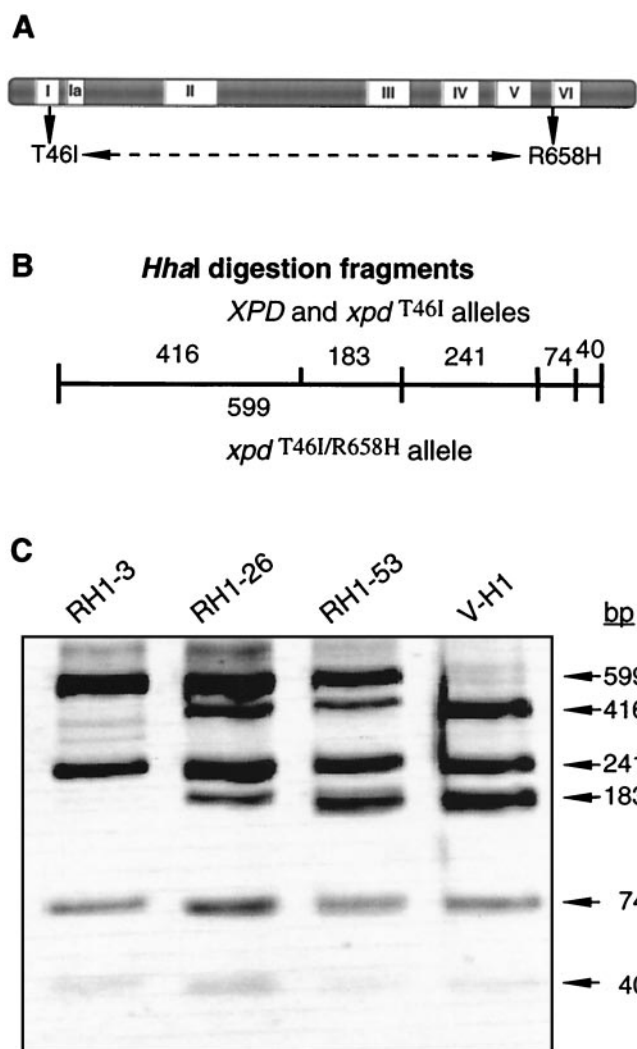 A
I Ia II III IV V VI
T46I R658H
B
HhaI digestion fragments
XPD and xpd T46I alleles
416 183 241 74 40
599
xpd T46I/R658H allele
C
RH1-3 RH1-26 RH1-53 V-H1
bp
599
416
241
183
74
40